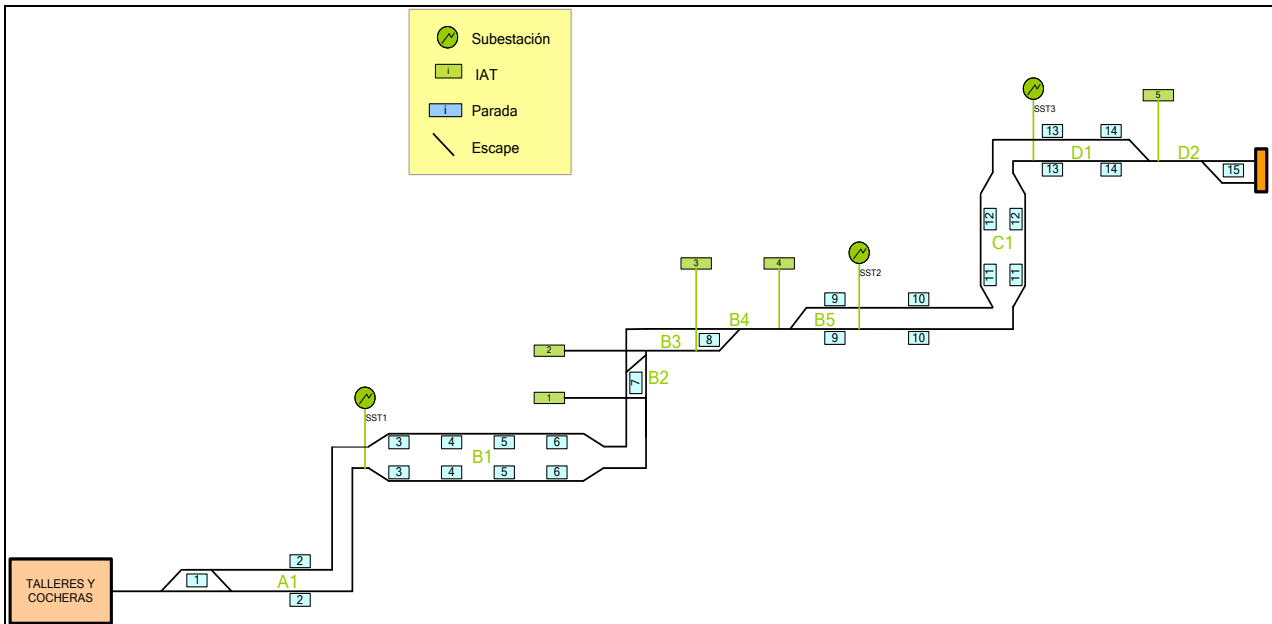 Subestación
i
IAT
i
Parada
Escape
SST3
5
13
14
D1
D2
13
14
15
12
12
C1
11
11
3
4
SST2
9
10
B4
B5
9
10
B3
8
2
B2
7
1
SST1
3
4
5
6
B1
3
4
5
6
2
1
A1
2
TALLERES Y
COCHERAS